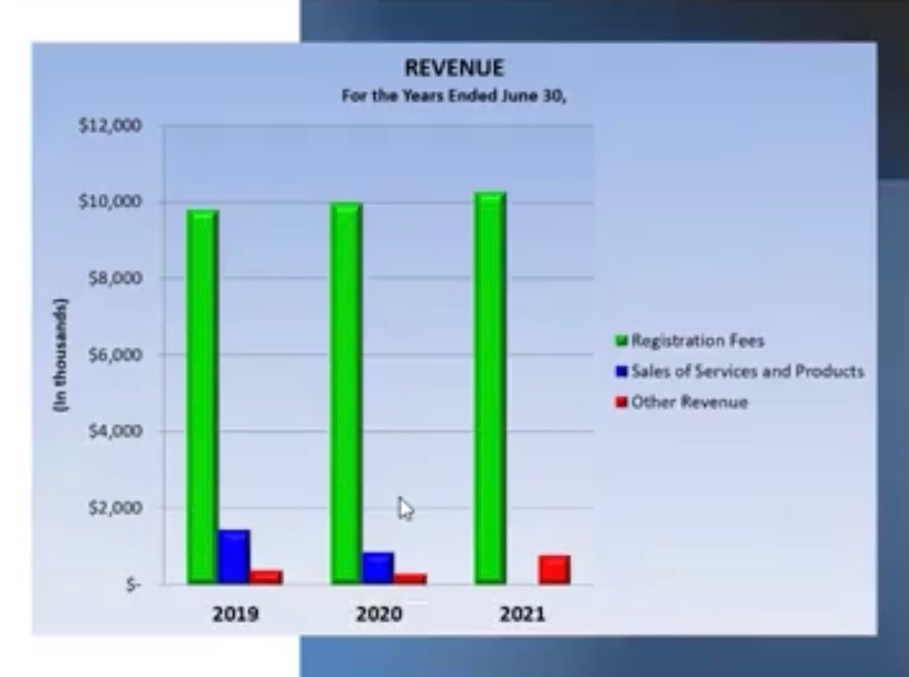 REVENUE
For the Years Ended June 30,
$12,000
$10,000
$8,000
$6,000
$4,000
$2,000
$-
(In thousands)
2019
2020
2021
Registration Fees
Sales of Services and Products
Other Revenue